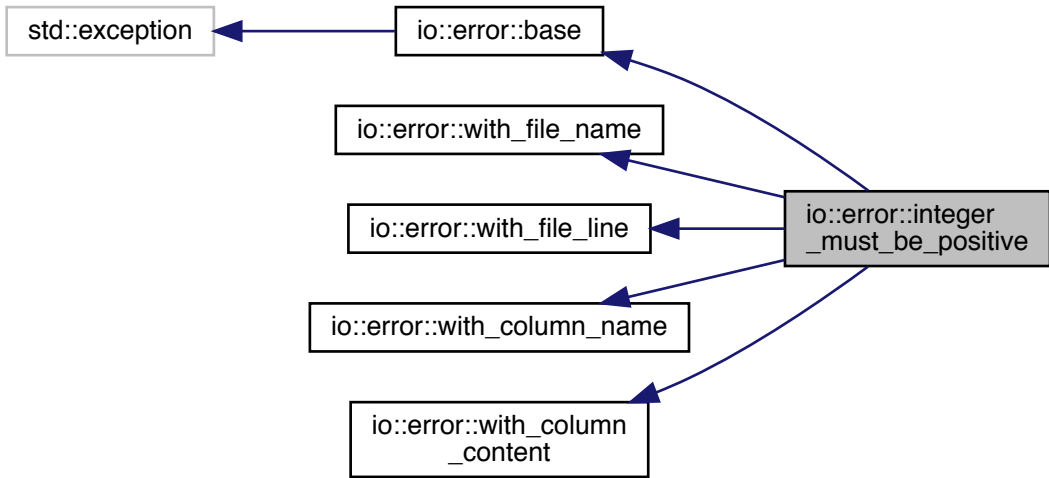 std::exception
io::error::base
io::error::with_file_name
io::error::with_file_line
io::error::integer
_must_be_positive
io::error::with_column_name
io::error::with_column
_content